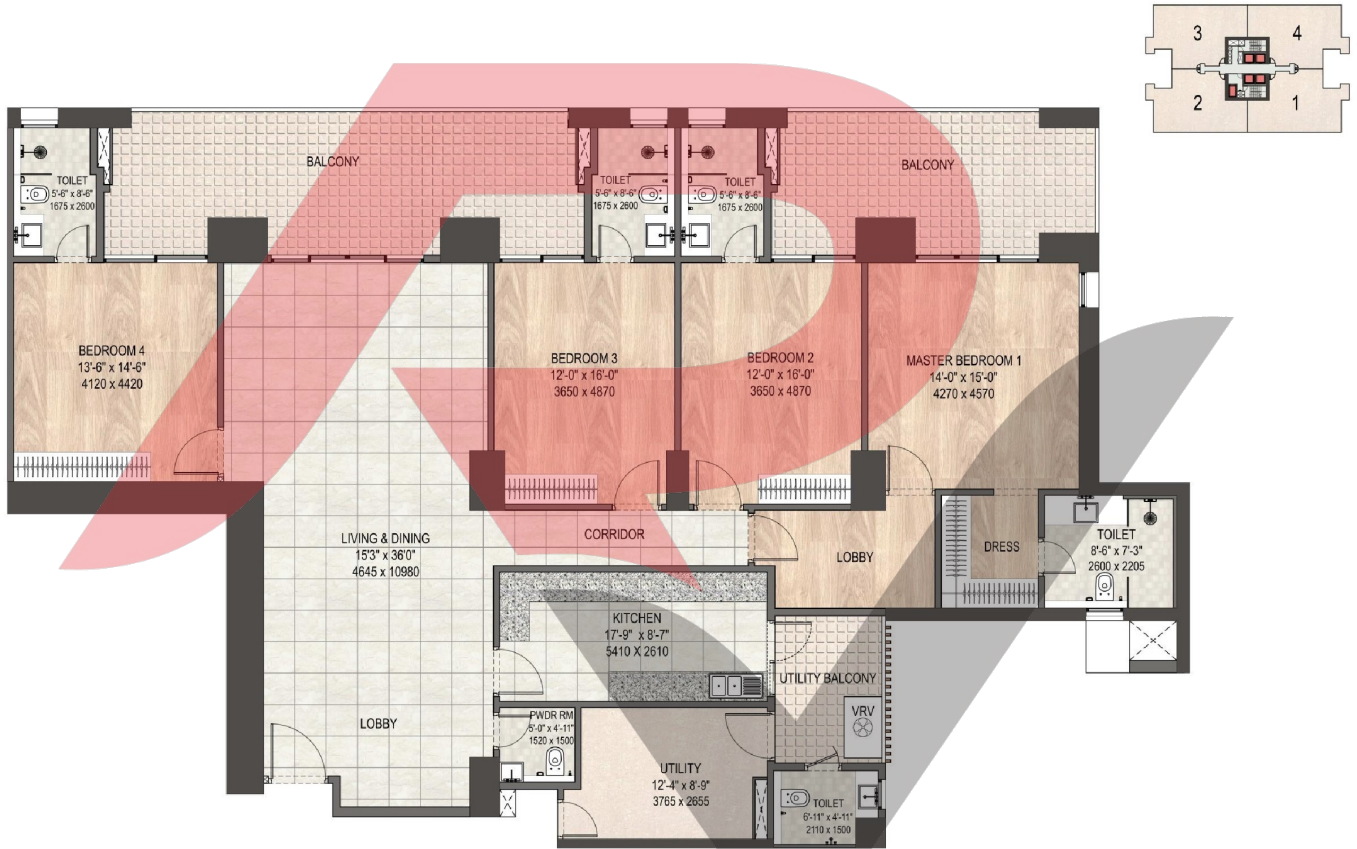 3
4
2
1
BALCONY
BALCONY
TOILET
5'-6" x 8'-6"
1675 x 2600
TOILET
5'-6" x 8'-6"
1675 x 2600
TOILET
5'-6" x 8'-6"
1675 x 2600
BEDROOM 4
13'-6" x 14'-6"
4120 x 4420
BEDROOM 3
12'-0" x 16'-0"
3650 x 4870
BEDROOM 2
12'-0" x 16'-0"
3650 x 4870
MASTER BEDROOM 1
14'-0" x 15'-0"
4270 x 4570
LIVING & DINING
15'3" x 36'0"
4645 x 10980
CORRIDOR
LOBBY
DRESS
TOILET
8'-6" x 7'-3"
2600 x 2205
KITCHEN
17'-9" x 8'-7"
5410 X 2610
UTILITY BALCONY
VRV
LOBBY
PWDR RM
5'-0" x 4'-11"
1520 x 1500
UTILITY
12'-4" x 8'-9"
3765 x 2655
TOILET
6'-11" x 4'-11"
2110 x 1500